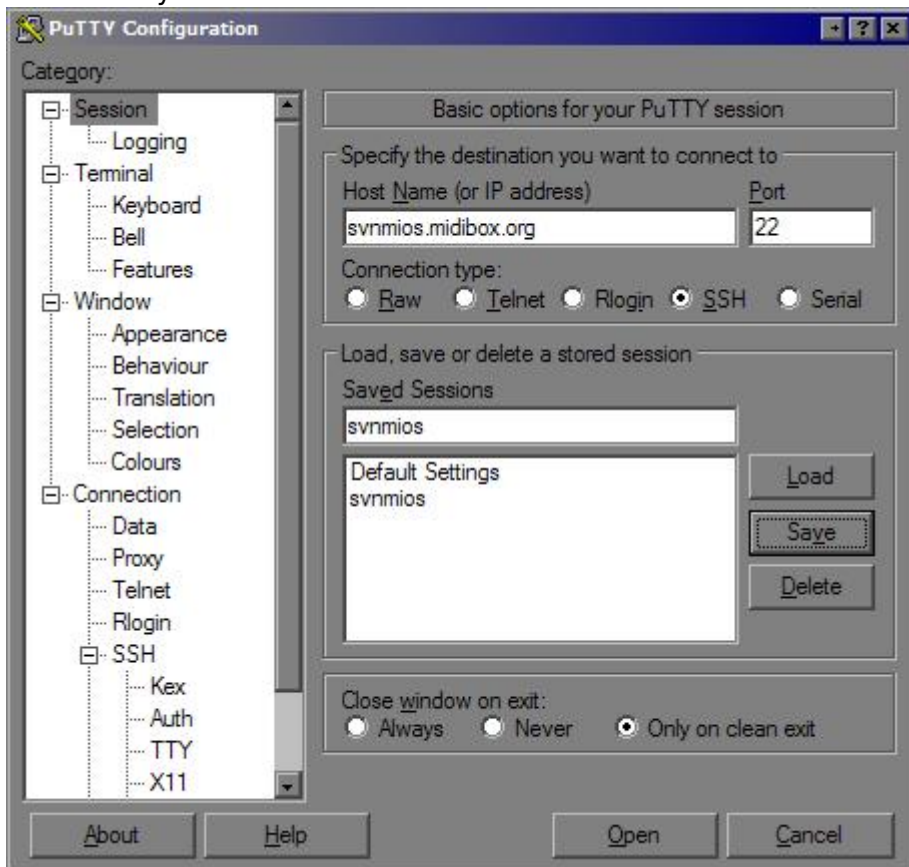 PuTTY Configuration
Category:
Session
Logging
Terminal
Keyboard
Bell
Features
Window
Appearance
Behaviour
Translation
Selection
Colours
Connection
Data
Proxy
Telnet
Rlogin
SSH
Kex
Auth
TTY
X11
Basic options for your PuTTY session
Specify the destination you want to connect to
Host Name (or IP address) Port
svnmios.midibox.org 22
Connection type:
Raw Telnet Rlogin SSH Serial
Load, save or delete a stored session
Saved Sessions
svnmios
Default Settings
svnmios
Load
Save
Delete
Close window on exit:
Always Never Only on clean exit
About Help Open Cancel